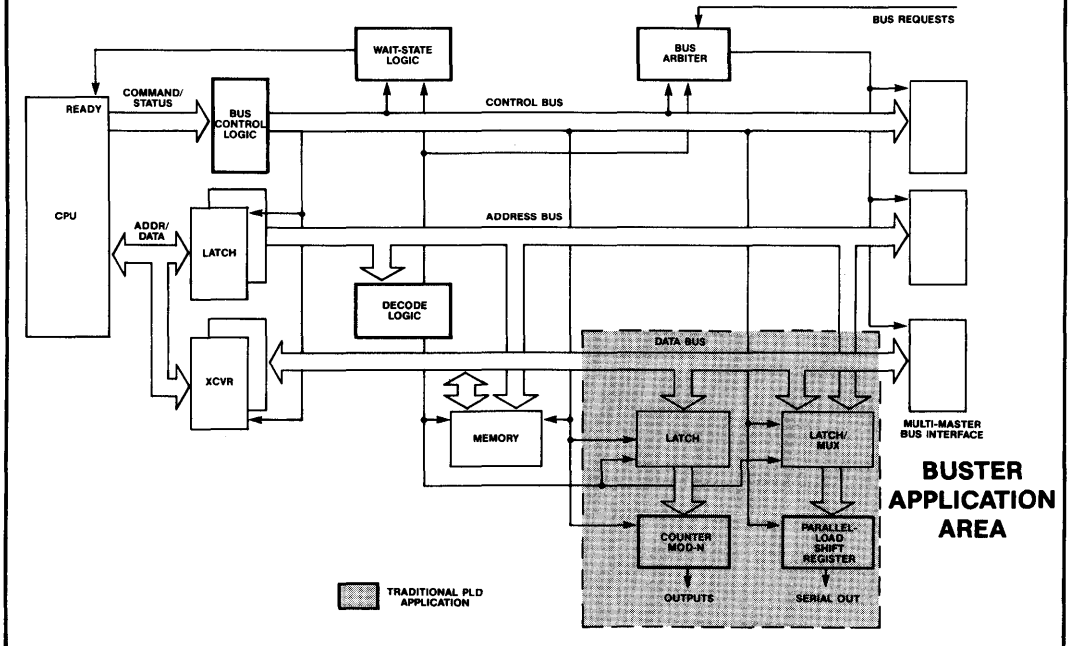 BUS REQUESTS
WAIT-STATE
LOGIC
BUS
ARBITER
READY
COMMAND/
STATUS
BUS
CONTROL
LOGIC
CONTROL BUS
CPU
ADDR/
DATA
LATCH
ADDRESS BUS
DECODE
LOGIC
XCVR
DATA BUS
MEMORY
LATCH
LATCH/
MUX
MULTI-MASTER
BUS INTERFACE
BUSTER
APPLICATION
AREA
COUNTER
MOD-N
PARALLEL-
LOAD
SHIFT
REGISTER
OUTPUTS
SERIAL OUT
TRADITIONAL PLD
APPLICATION